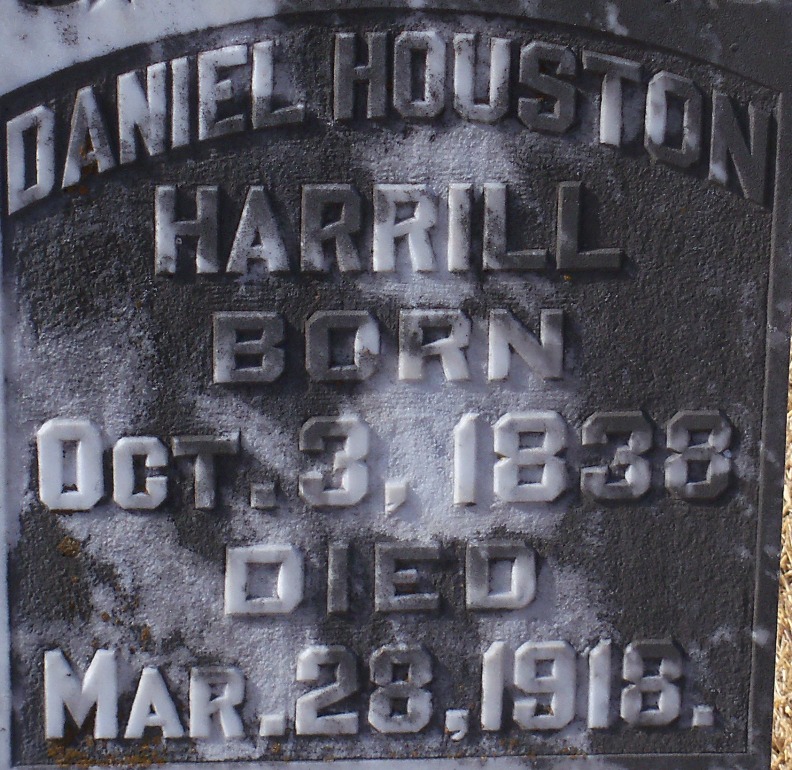 DANIEL HOUSTON
HARRILL
BORN
OCT. 3, 1838
DIED
MAR. 28, 1918.